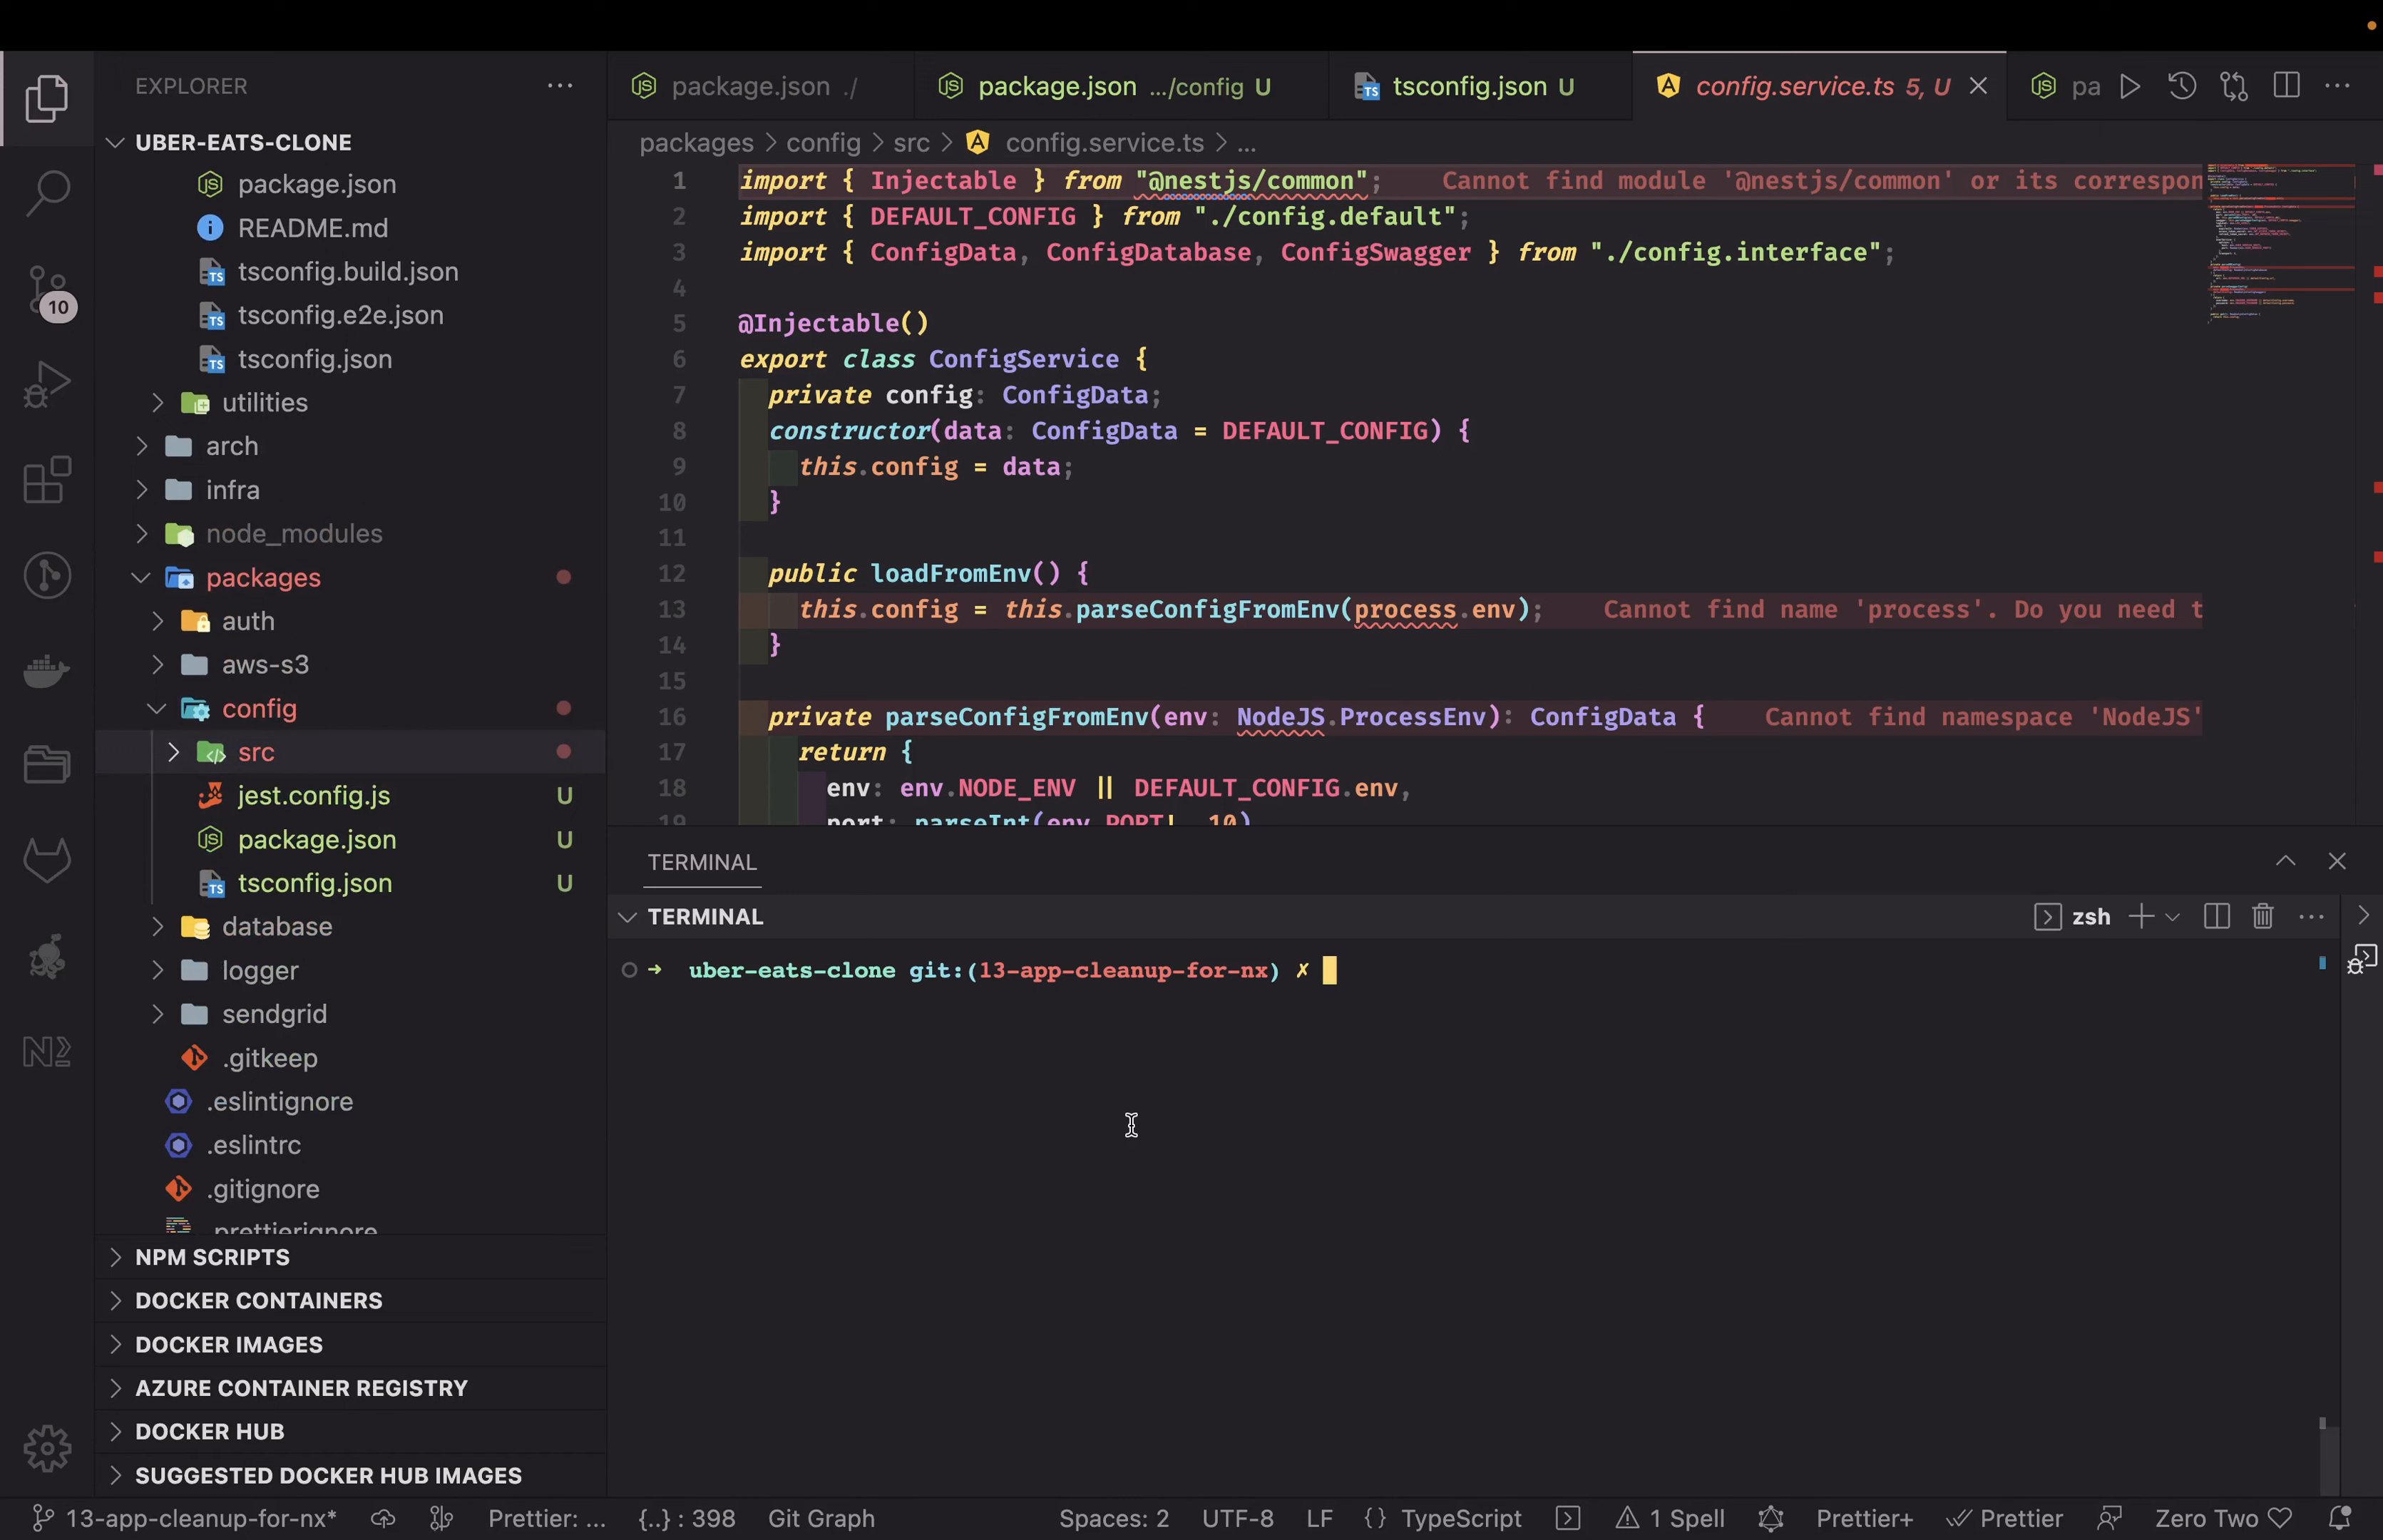 EXPLORER
UBER-EATS-CLONE
package.json
README.md
tsconfig.build.json
tsconfig.e2e.json
tsconfig.json
utilities
arch
infra
node_modules
packages
auth
aws-s3
config
src
jest.config.js U
package.json U
tsconfig.json U
database
logger
sendgrid
.gitkeep
.eslintignore
.eslintrc
.gitignore
.prettierignore
NPM SCRIPTS
DOCKER CONTAINERS
DOCKER IMAGES
AZURE CONTAINER REGISTRY
DOCKER HUB
SUGGESTED DOCKER HUB IMAGES
10
package.json ./ package.json .../config U tsconfig.json U config.service.ts 5, U pa
packages > config > src > config.service.ts > ...
1 import { Injectable } from "@nestjs/common"; Cannot find module '@nestjs/common' or its correspon
2 import { DEFAULT_CONFIG } from "./config.default";
3 import { ConfigData, ConfigDatabase, ConfigSwagger } from "./config.interface";
4
5 @Injectable()
6 export class ConfigService {
7 private config: ConfigData;
8 constructor(data: ConfigData = DEFAULT_CONFIG) {
9 this.config = data;
10 }
11
12 public loadFromEnv() {
13 this.config = this.parseConfigFromEnv(process.env); Cannot find name 'process'. Do you need t
14 }
15
16 private parseConfigFromEnv(env: NodeJS.ProcessEnv): ConfigData { Cannot find namespace 'NodeJS'
17 return {
18 env: env.NODE_ENV || DEFAULT_CONFIG.env,
19 port: parseInt(env.PORT!, 10)
TERMINAL
TERMINAL zsh
uber-eats-clone git:(13-app-cleanup-for-nx) ✗
13-app-cleanup-for-nx* Prettier: ... {..} : 398 Git Graph Spaces: 2 UTF-8 LF {} TypeScript 1 Spell Prettier+ Prettier Zero Two